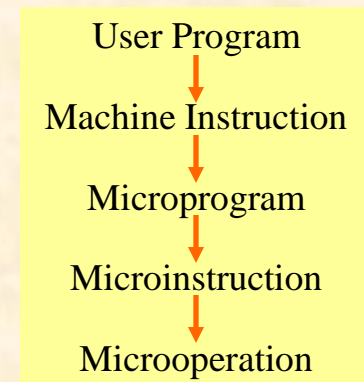 User Program
Machine Instruction
Microprogram
Microinstruction
Microoperation